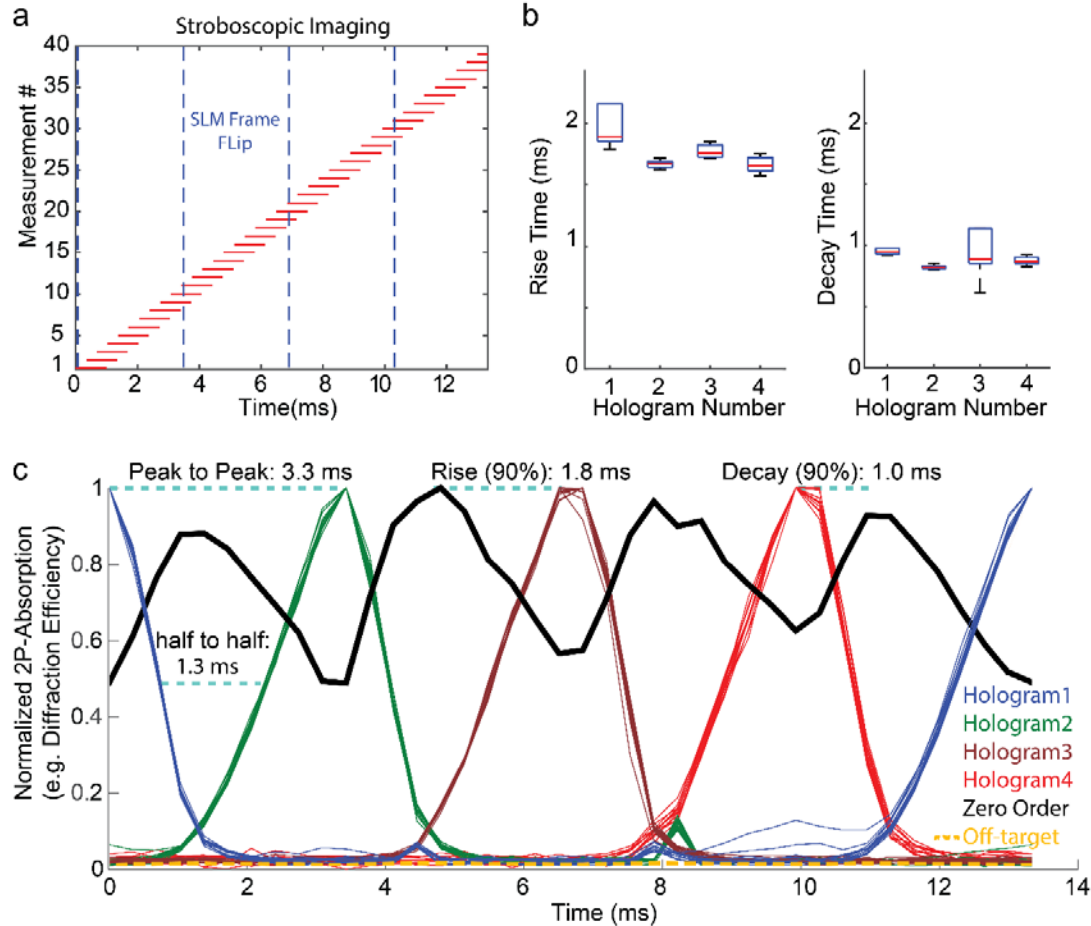 a
Stroboscopic Imaging
Measurement #
40
35
30
25
20
15
10
5
1
SLM Frame
FLip
0 2 4 6 8 10 12
Time(ms)
b
Rise Time (ms)
2
1
0
1 2 3 4
Hologram Number
Decay Time (ms)
2
1
0
1 2 3 4
Hologram Number
c
Peak to Peak: 3.3 ms Rise (90%): 1.8 ms Decay (90%): 1.0 ms
Normalized 2P-Absorption
(e.g. Diffraction Efficiency)
1
0.8
0.6
0.4
0.2
0
half to half:
1.3 ms
Hologram1
Hologram2
Hologram3
Hologram4
Zero Order
Off-target
0 2 4 6 8 10 12 14
Time (ms)